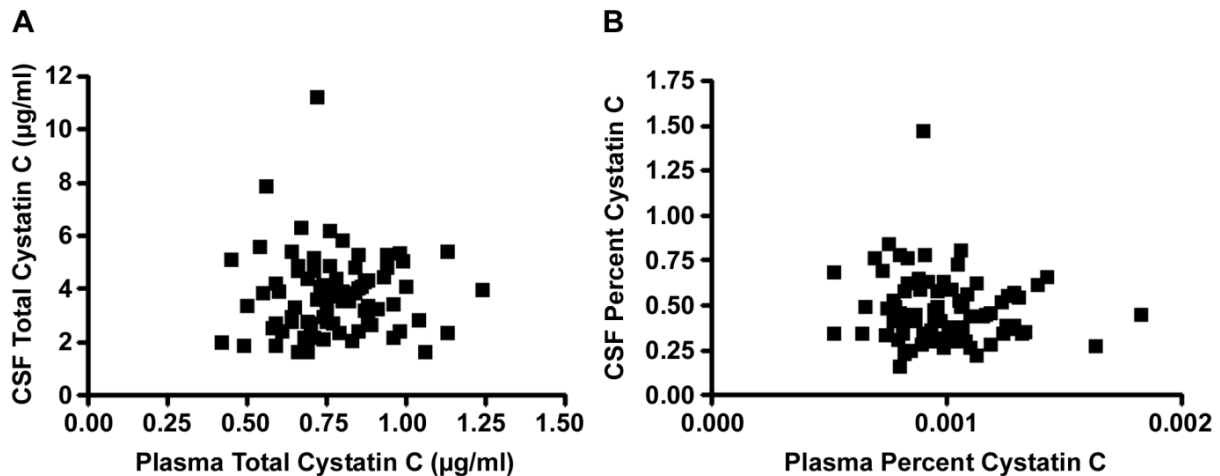 A
CSF Total Cystatin C (µg/ml)
12
10
8
6
4
2
0
0.00 0.25 0.50 0.75 1.00 1.25 1.50
Plasma Total Cystatin C (µg/ml)
B
CSF Percent Cystatin C
1.75
1.50
1.25
1.00
0.75
0.50
0.25
0.00
0.000 0.001 0.002
Plasma Percent Cystatin C